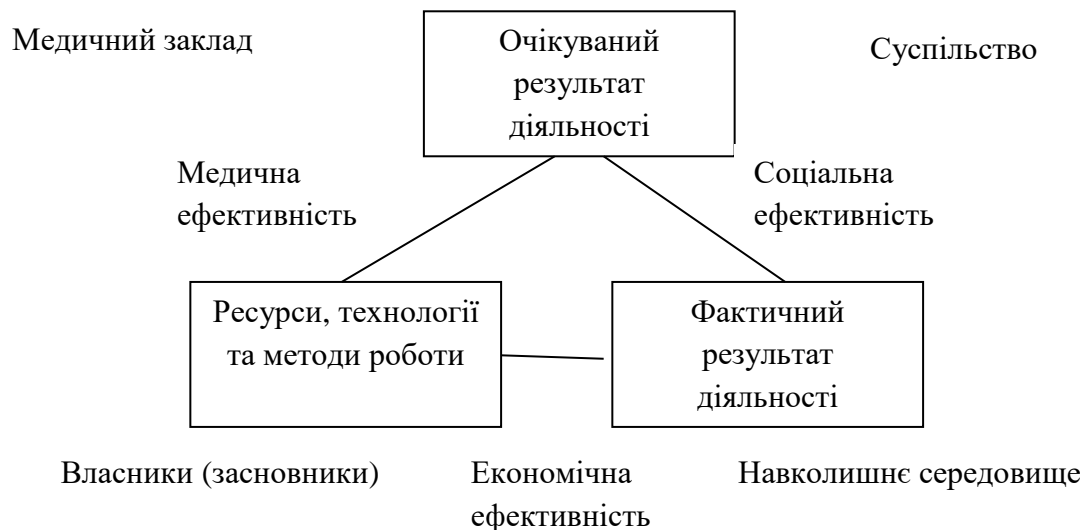 Медичний заклад
Очікуваний
результат
діяльності
Суспільство
Медична
ефективність
Соціальна
ефективність
Ресурси, технології
та методи роботи
Фактичний
результат
діяльності
Власники (засновники)
Економічна
ефективність
Навколишнє середовище